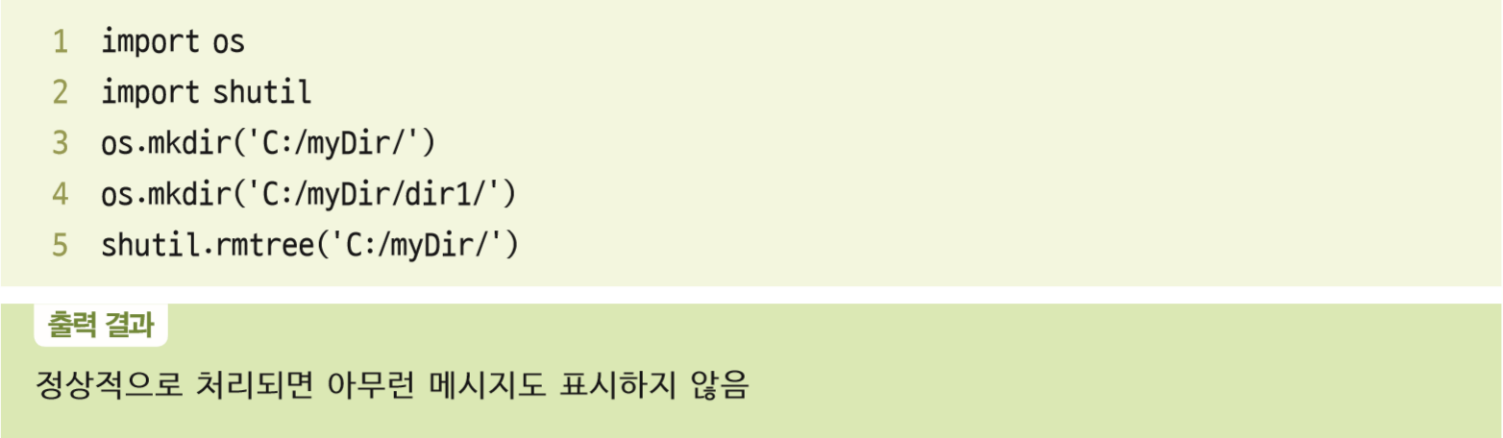 1 import os
2 import shutil
3 os.mkdir('C:/myDir/')
4 os.mkdir('C:/myDir/dir1/')
5 shutil.rmtree('C:/myDir/')
출력 결과
정상적으로 처리되면 아무런 메시지도 표시하지 않음